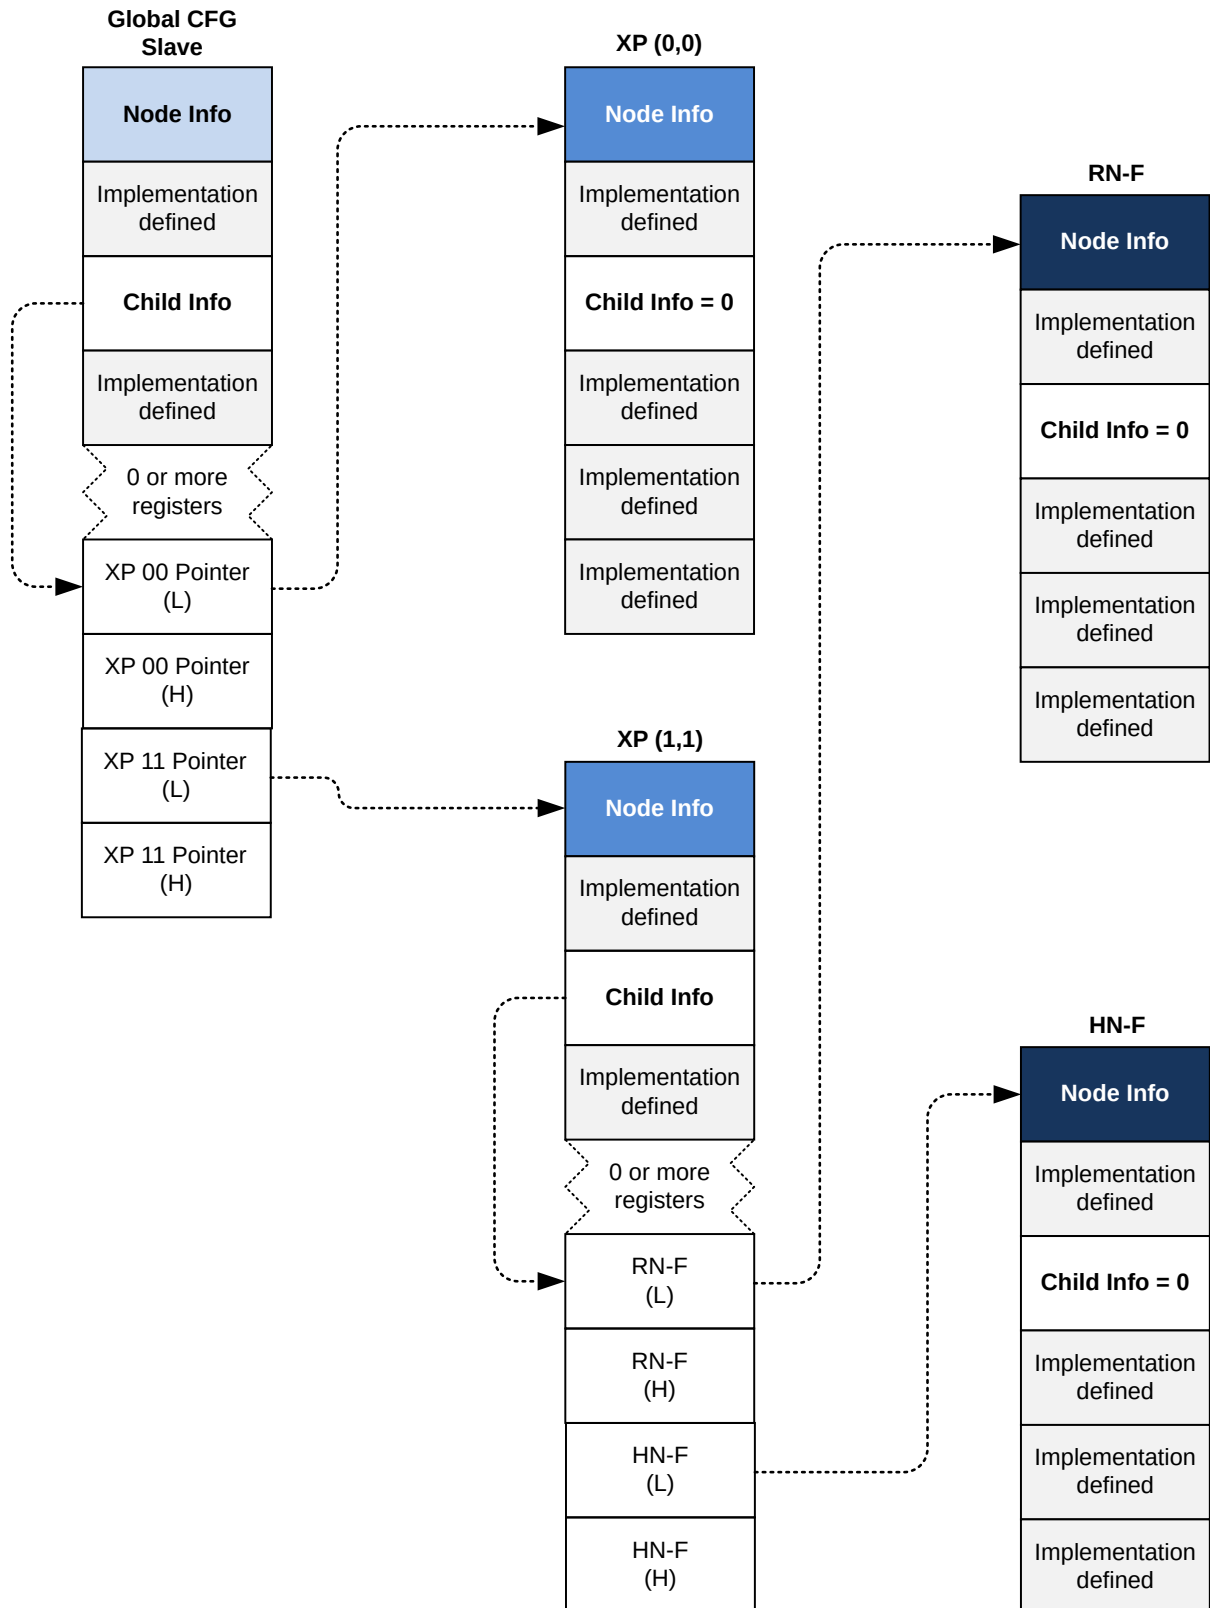 Global CFG
Slave
Node Info
Implementation
defined
Child Info
Implementation
defined
0 or more
registers
XP 00 Pointer
(L)
XP 00 Pointer
(H)
XP 11 Pointer
(L)
XP 11 Pointer
(H)
XP (0,0)
Node Info
Implementation
defined
Child Info = 0
Implementation
defined
Implementation
defined
Implementation
defined
XP (1,1)
Node Info
Implementation
defined
Child Info
Implementation
defined
0 or more
registers
RN-F
(L)
RN-F
(H)
HN-F
(L)
HN-F
(H)
RN-F
Node Info
Implementation
defined
Child Info = 0
Implementation
defined
Implementation
defined
Implementation
defined
HN-F
Node Info
Implementation
defined
Child Info = 0
Implementation
defined
Implementation
defined
Implementation
defined